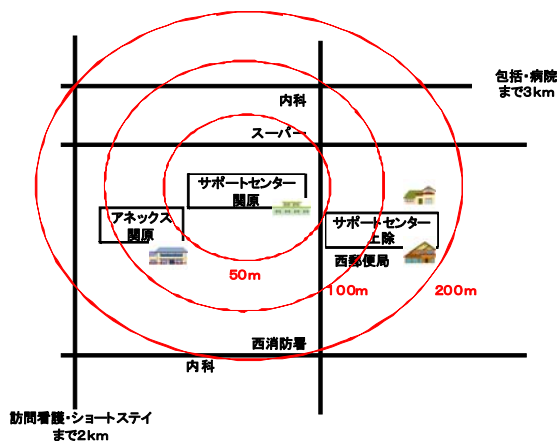 包括・病院
まで3km
内科
スーパー
サポートセンター
関原
アネックス
関原
サポートセンター
上除
西郵便局
50m
100m
200m
西消防署
内科
訪問看護・ショートステイ
まで2km